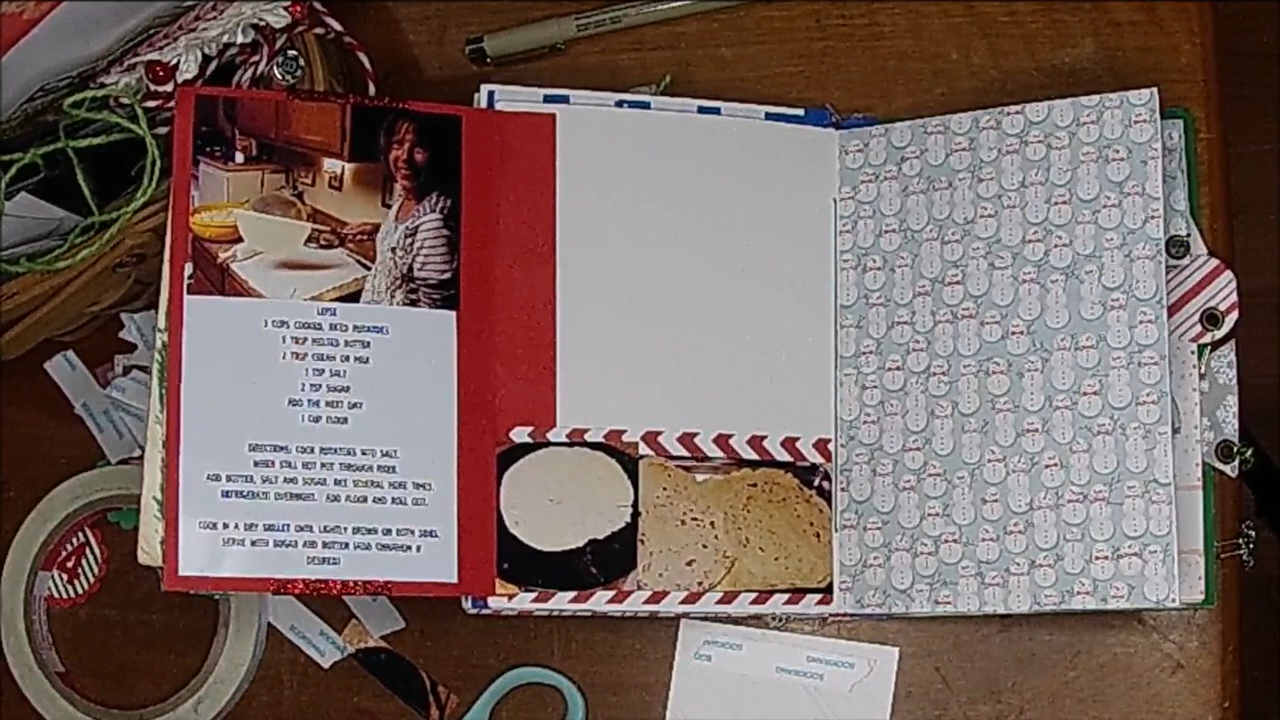 LEFSE
3 CUPS COOKED, RICED POTATOES
1 TBSP MELTED BUTTER
2 TBSP CREAM OR MILK
1 TSP SALT
2 TSP SUGAR
ADD THE NEXT DAY
1 CUP FLOUR
DIRECTIONS: COOK POTATOES WITH SALT.
WHEN STILL HOT PUT THROUGH RICER.
ADD BUTTER, SALT AND SUGAR. RICE SEVERAL MORE TIMES.
REFRIGERATE OVERNIGHT. ADD FLOUR AND ROLL OUT.
COOK IN A DRY SKILLET UNTIL LIGHTLY BROWN ON BOTH SIDES.
SERVE WITH SUGAR AND BUTTER (ADD CINNAMON IF
DESIRED)